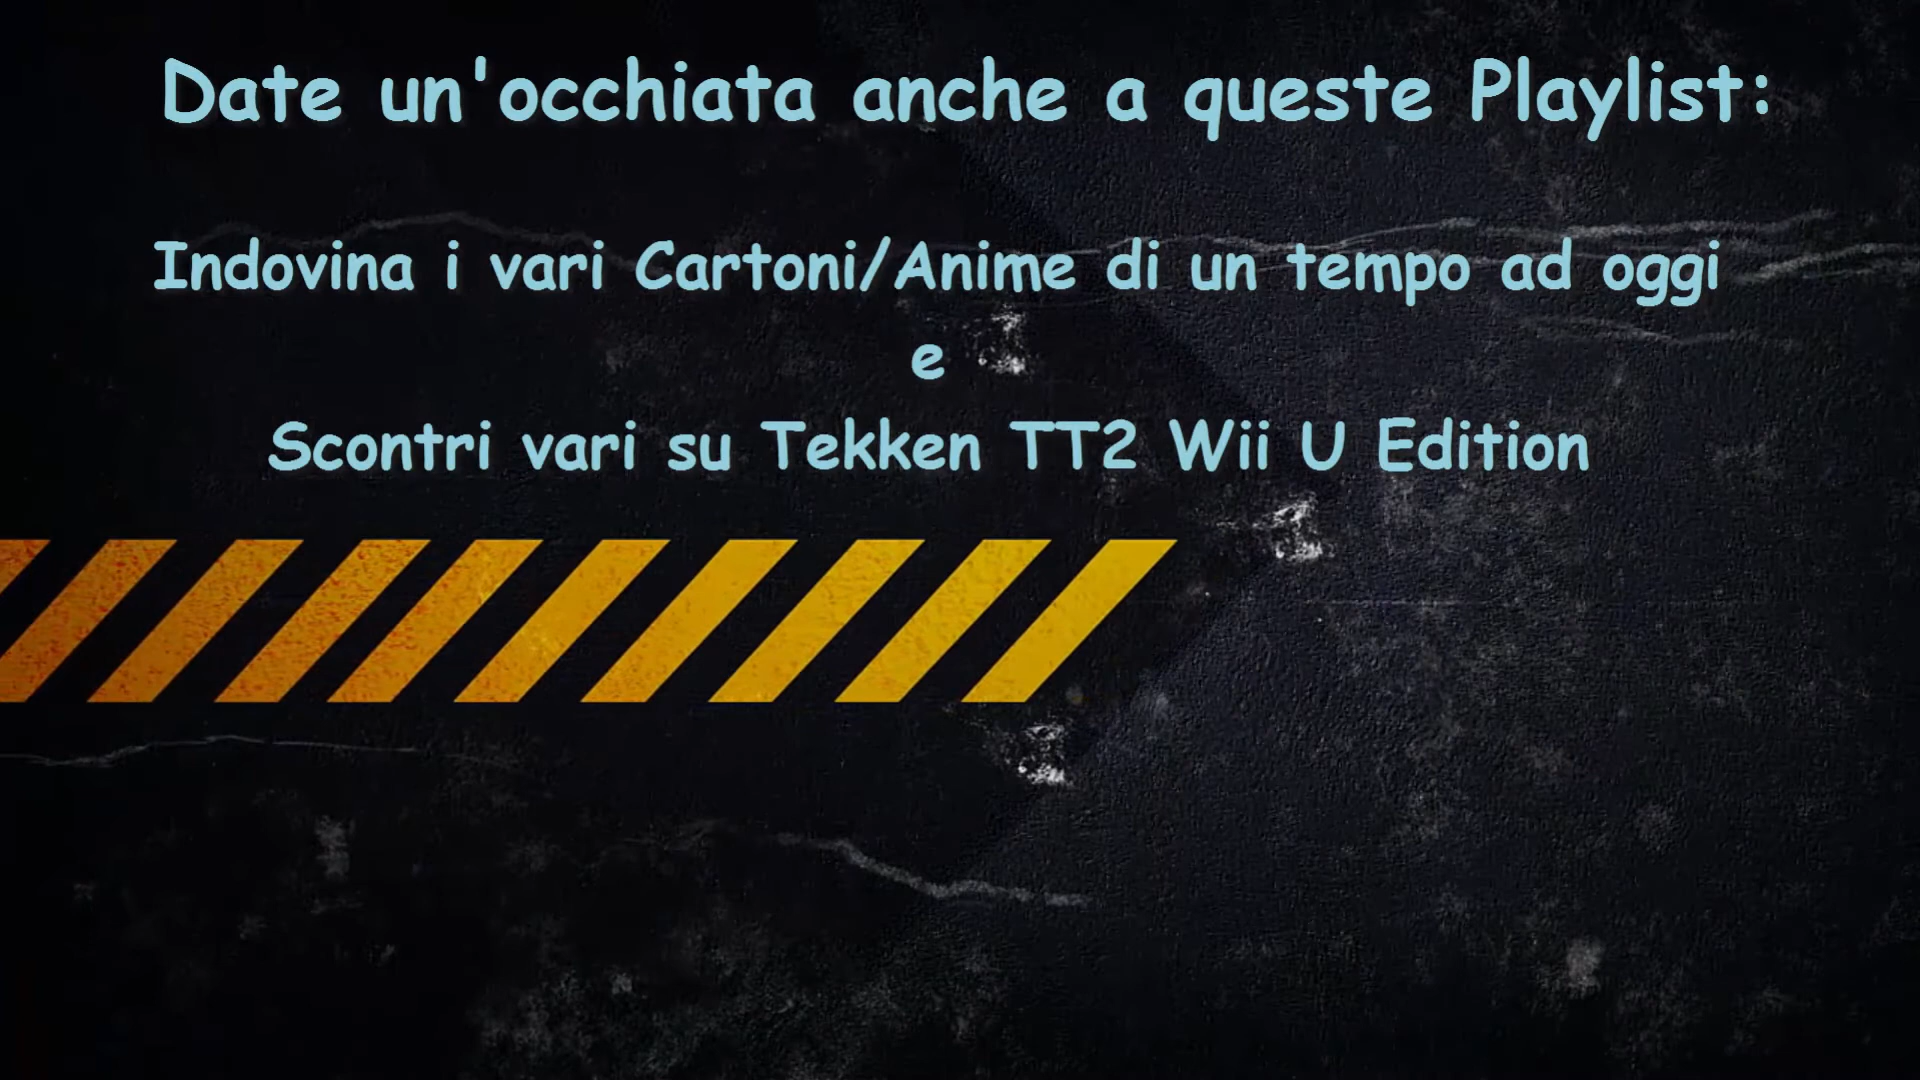 Date un'occhiata anche a queste Playlist:
Indovina i vari Cartoni/Anime di un tempo ad oggi
e
Scontri vari su Tekken TT2 Wii U Edition